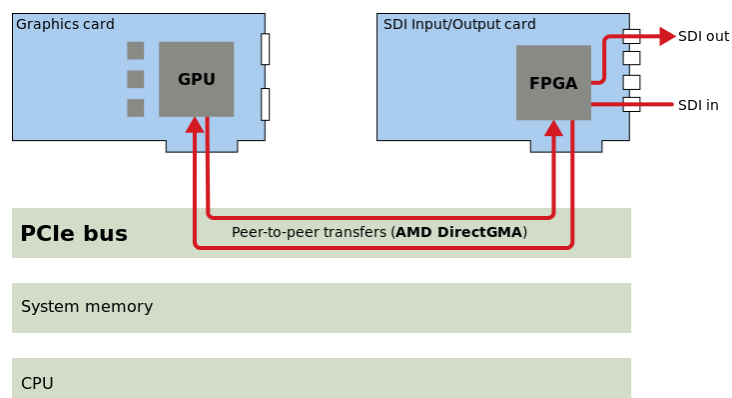 Graphics card
SDI Input/Output card
SDI out
GPU
FPGA
SDI in
PCIe bus
Peer-to-peer transfers (AMD DirectGMA)
System memory
CPU